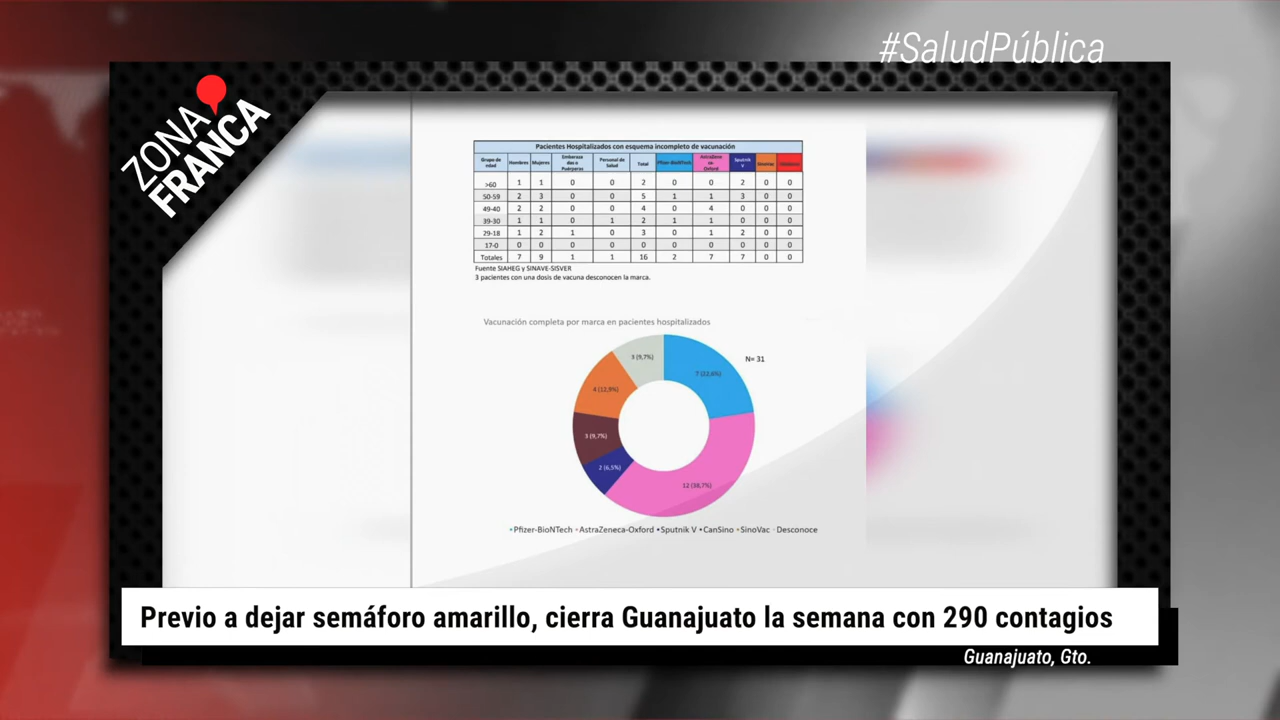 #SaludPública
ZONA
FRANCA
Pacientes Hospitalizados con esquema incompleto de vacunación
Grupo de edad Hombres Mujeres Embarazadas o Puérperas Personal de Salud Total Pfizer-BioNTech AstraZeneca-Oxford Sputnik V
>60 1 1 0 0 2 0 0 2 0 0
50-59 2 3 0 0 5 1 1 3 0 0
49-40 2 2 0 0 4 0 4 0 0 0
39-30 1 1 0 1 2 1 1 0 0 0
29-18 1 2 1 0 3 0 1 2 0 0
17-0 0 0 0 0 0 0 0 0 0 0
Totales 7 9 1 1 16 2 7 7 0 0
Fuente SIAHEG y SINAVE-SISVER
3 pacientes con una dosis de vacuna desconocen la marca.
Vacunación completa por marca en pacientes hospitalizados
3 (9,7%)
N= 31
7 (22,6%)
4 (12,9%)
3 (9,7%)
2 (6,5%)
12 (38,7%)
Pfizer-BioNTech AstraZeneca-Oxford Sputnik V CanSino SinoVac Desconoce
Previo a dejar semáforo amarillo, cierra Guanajuato la semana con 290 contagios
Guanajuato, Gto.